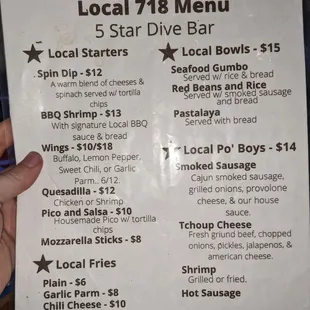 Local 718 Menu
5 Star Dive Bar
Local Starters
Spin Dip - $12
A warm blend of cheeses &
spinach served w/ tortilla
chips
BBQ Shrimp - $13
With signature Local BBQ
sauce & bread
Wings - $10/$18
Buffalo, Lemon Pepper,
Sweet Chili, or Garlic
Parm.. 6/12.
Quesadilla - $12
Chicken or Shrimp
Pico and Salsa - $10
Housemade Pico w/ tortilla
chips
Mozzarella Sticks - $8
Local Fries
Plain - $6
Garlic Parm - $8
Chili Cheese - $10
Local Bowls - $15
Seafood Gumbo
Served w/ rice & bread
Red Beans and Rice
Served w/ smoked sausage
and bread
Pastalaya
Served with bread
Local Po' Boys - $14
Smoked Sausage
Cajun smoked sausage,
grilled onions, provolone
cheese, & our house
sauce.
Tchoup Cheese
Fresh griund beef, chopped
onions, pickles, jalapenos, &
american cheese.
Shrimp
Grilled or fried.
Hot Sausage